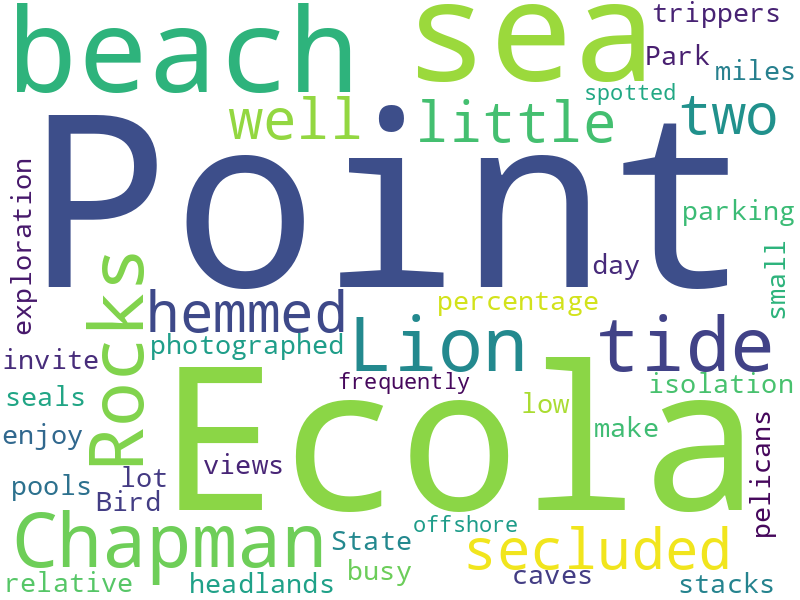 beach
sea
trippers
Park
miles
spotted
well
little
two
Point
exploration
parking
Rocks
day
small
hemmed
percentage
Lion
tide
photographed
invite
frequently
isolation
seals
Ecola
low
make
enjoy
pelicans
views
pools
lot
Bird
Chapman
offshore
State
secluded
busy
relative
headlands
caves
stacks